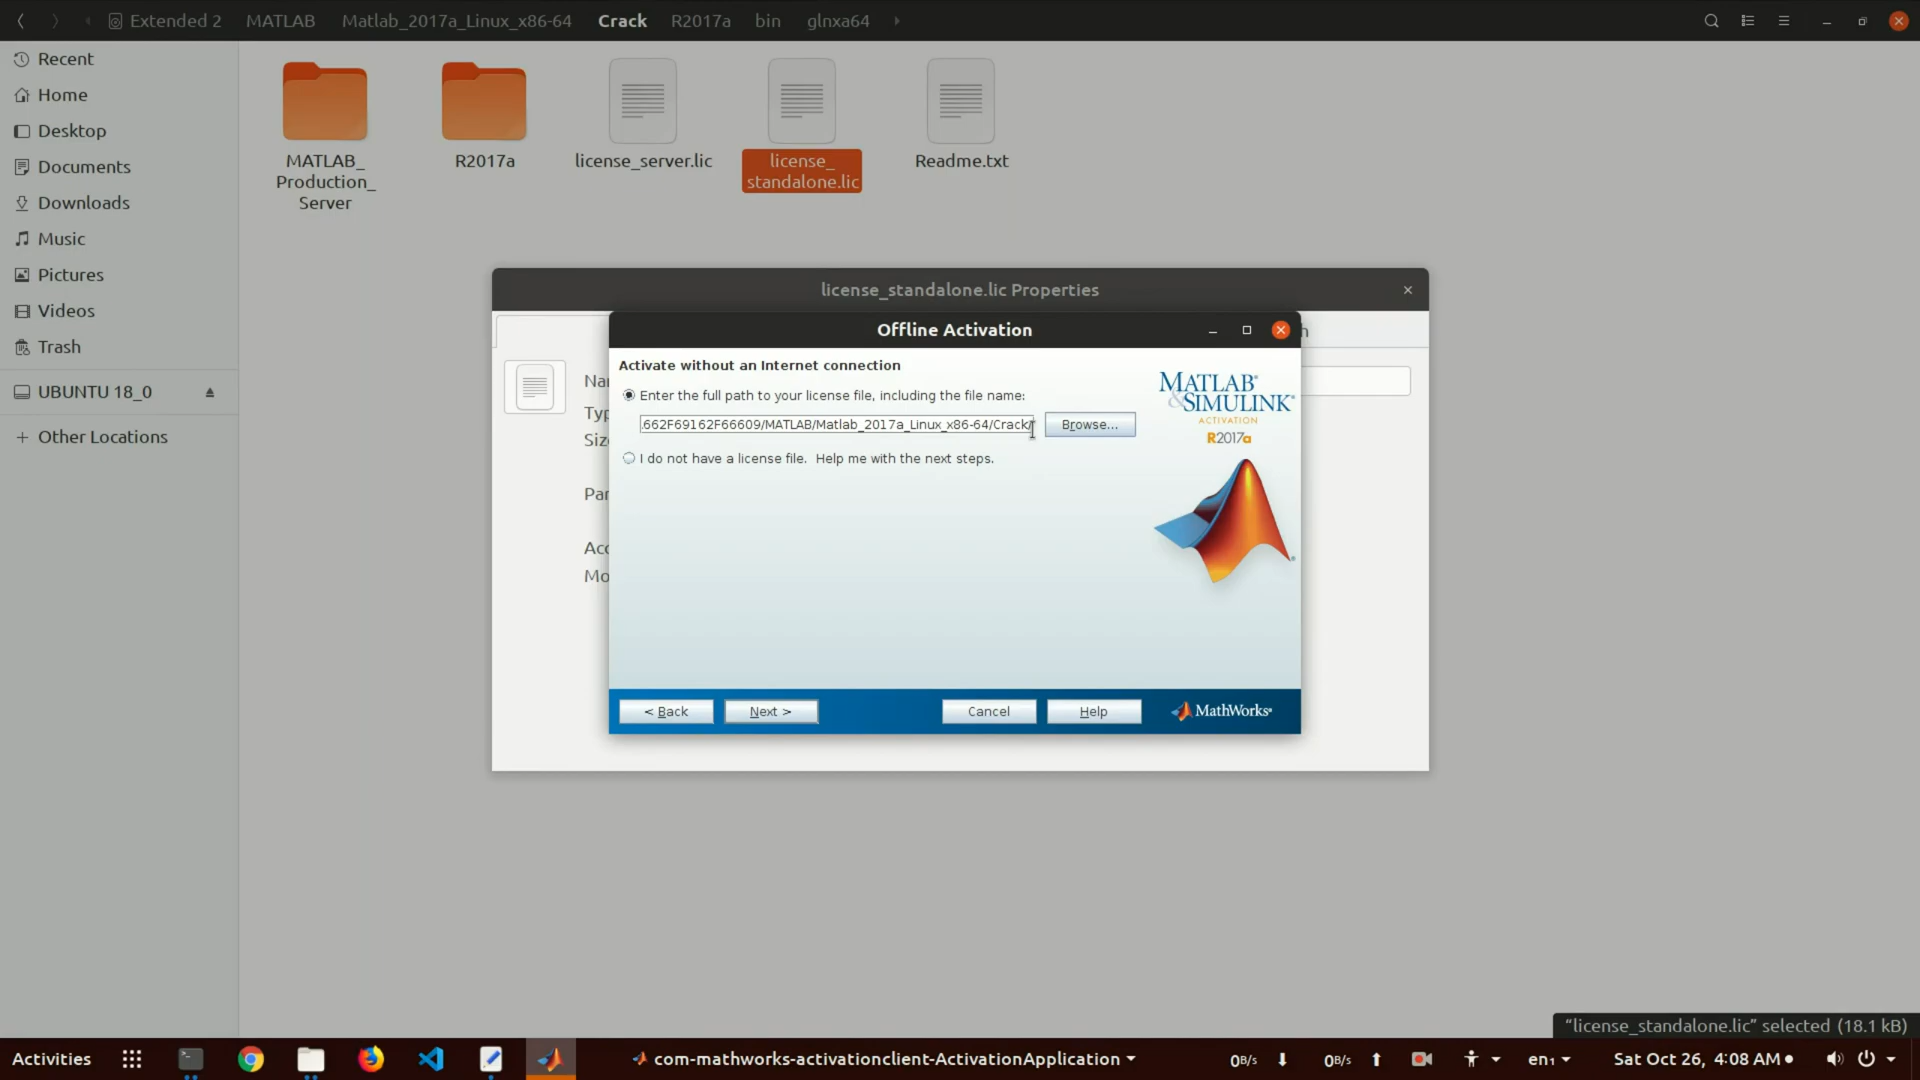 Extended 2 MATLAB Matlab_2017a_Linux_x86-64 Crack R2017a bin glnxa64
Recent
Home
Desktop
Documents
Downloads
Music
Pictures
Videos
Trash
UBUNTU 18_0
+ Other Locations
MATLAB_
Production_
Server
R2017a
license_server.lic
license_
standalone.lic
Readme.txt
license_standalone.lic Properties
Offline Activation
Activate without an Internet connection
Enter the full path to your license file, including the file name:
.662F69162F66609/MATLAB/Matlab_2017a_Linux_x86-64/Crack/
Browse...
I do not have a license file. Help me with the next steps.
MATLAB®
&SIMULINK®
ACTIVATION
R2017a
< Back
Next >
Cancel
Help
MathWorks®
"license_standalone.lic" selected (18.1 kB)
Activities
com-mathworks-activationclient-ActivationApplication
0B/s
0B/s
en₁
Sat Oct 26, 4:08 AM